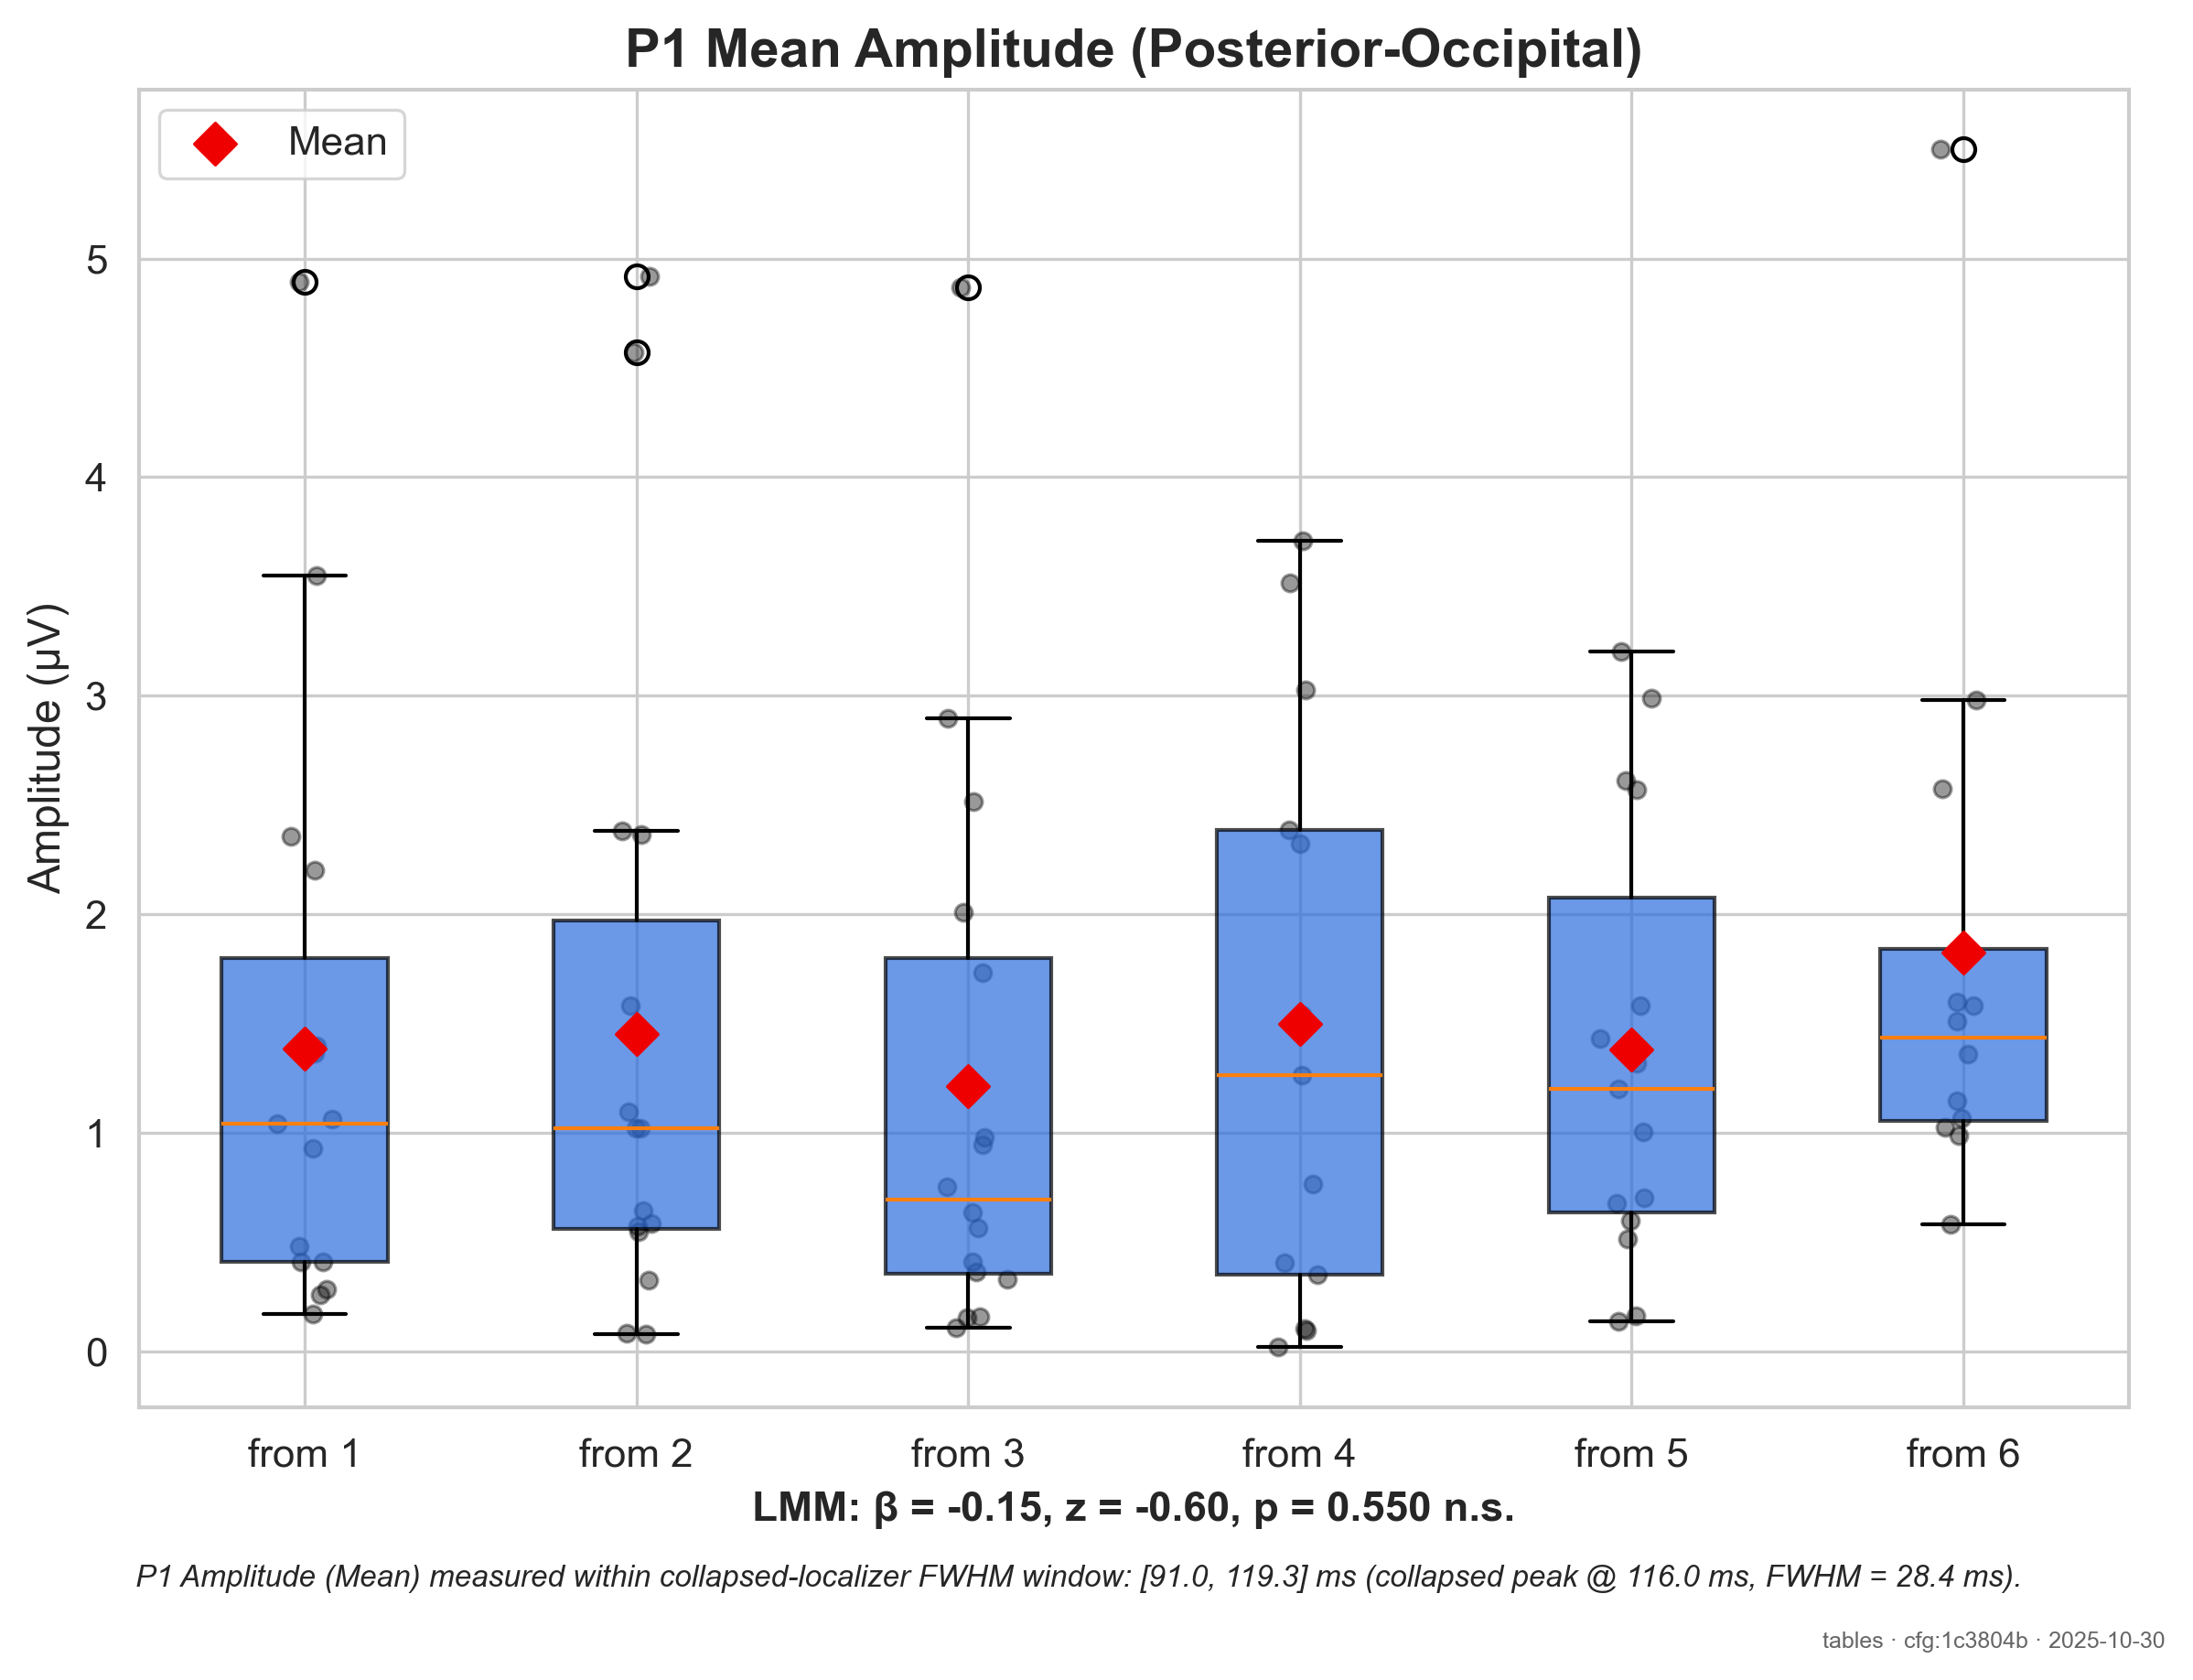 P1 Mean Amplitude (Posterior-Occipital)
Mean
Amplitude (μV)
5
4
3
2
1
0
from 1 from 2 from 3 from 4 from 5 from 6
LMM: β = -0.15, z = -0.60, p = 0.550 n.s.
P1 Amplitude (Mean) measured within collapsed-localizer FWHM window: [91.0, 119.3] ms (collapsed peak @ 116.0 ms, FWHM = 28.4 ms).
tables · cfg:1c3804b · 2025-10-30